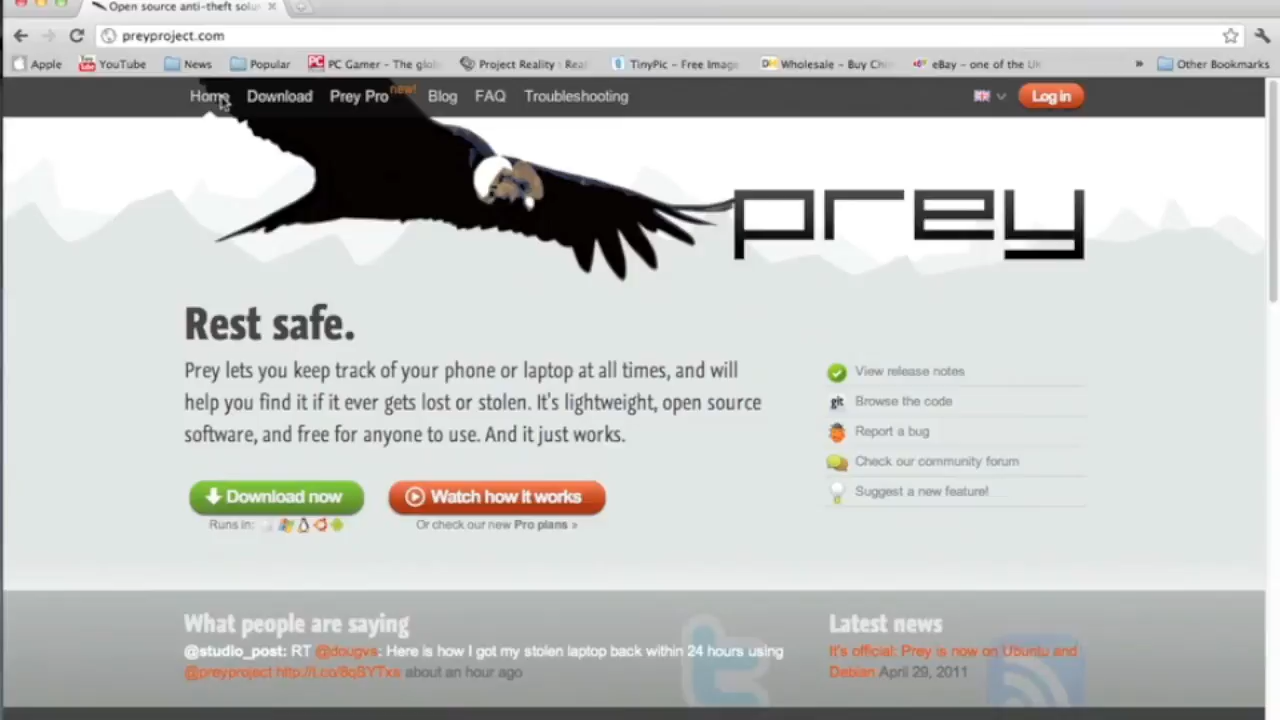 Open source anti-theft solu
preyproject.com
Apple YouTube News Popular PC Gamer - The glo Project Reality : Rea TinyPic - Free Image Wholesale - Buy Chi eBay - one of the UK » Other Bookmarks
Home Download Prey Pro new! Blog FAQ Troubleshooting Log in
prey
Rest safe.
Prey lets you keep track of your phone or laptop at all times, and will
help you find it if it ever gets lost or stolen. It's lightweight, open source
software, and free for anyone to use. And it just works.
View release notes
git Browse the code
Report a bug
Check our community forum
Suggest a new feature!
Download now Watch how it works
Runs in: Or check our new Pro plans »
What people are saying
@studio_post: RT @dougvs: Here is how I got my stolen laptop back within 24 hours using
@preyproject http://t.co/8qBYTxs about an hour ago
Latest news
It's official: Prey is now on Ubuntu and
Debian April 29, 2011